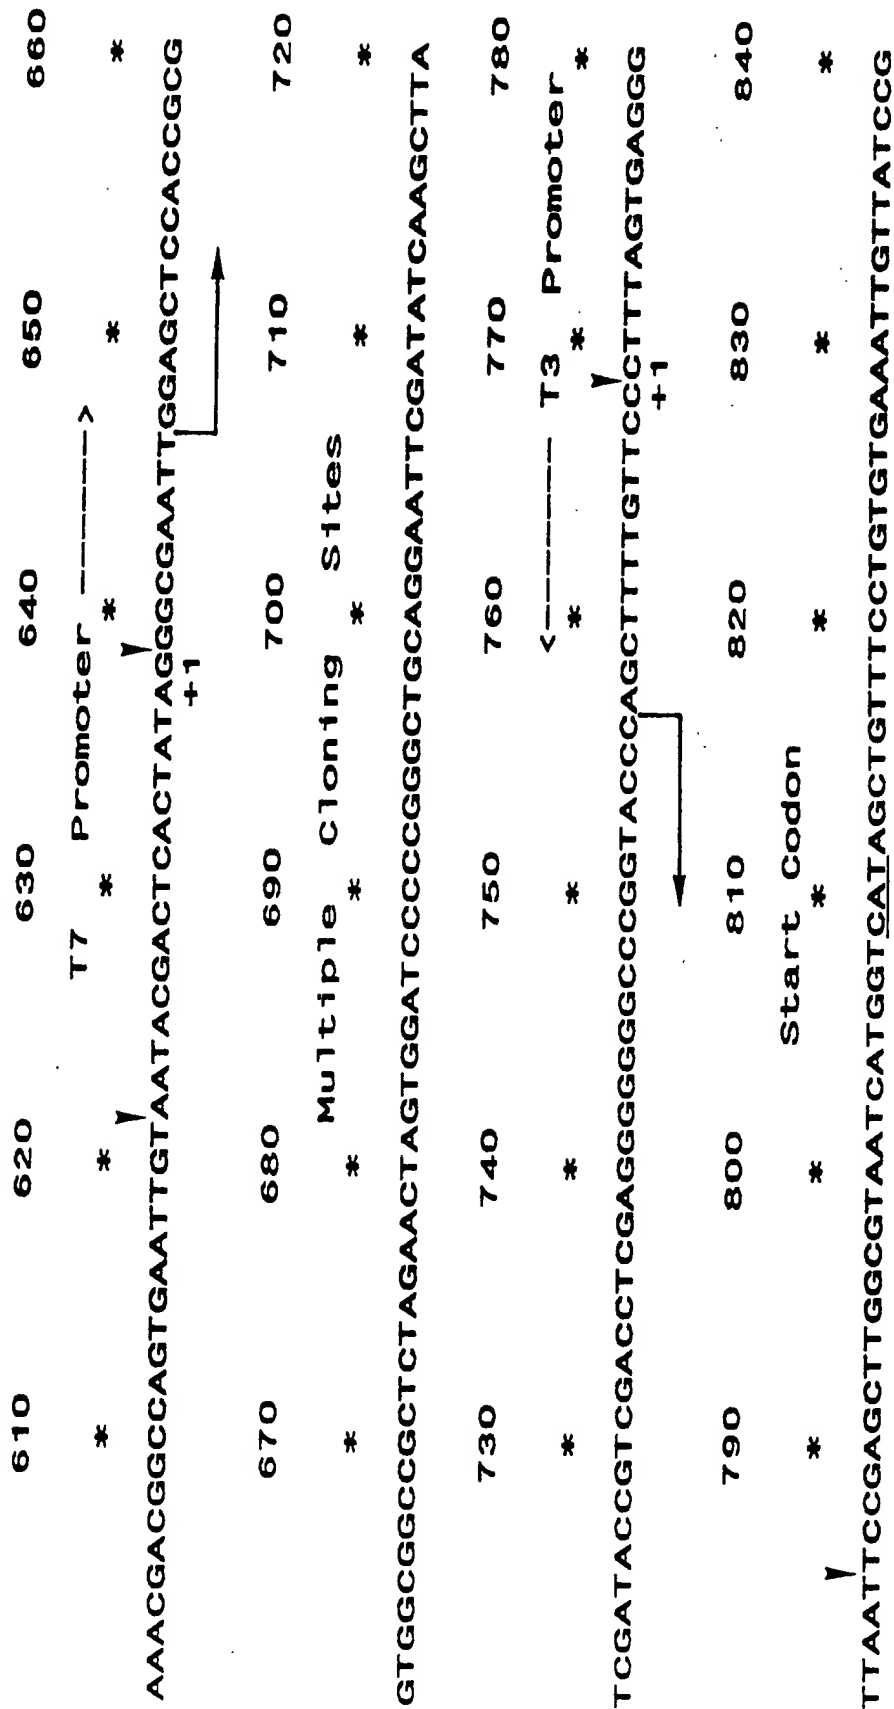 610 620 630 640 650 660
T7 Promoter ------>
* * * * * *
AAACGACGGCCAGTGAATTGTAATACGACTCACTATAGGGCGAATTGGAGCTCCACCGCG
+1
670 680 690 700 710 720
Multiple Cloning Sites
* * * * * *
GTGGCGGCCGCTCTAGAACTAGTGGATCCCCCGGGCTGCAGGAATTCGATATCAAGCTTA
730 740 750 760 770 780
<------- T3 Promoter
* * * * * *
TCGATACCGTCGACCTCGAGGGGGGGCCCGGTACCCAGCTTTTGTTCCCTTTAGTGAGGG
+1
790 800 810 820 830 840
Start Codon
* * * * * *
TTAATTCCGAGCTTGGCGTAATCATGGTCATAGCTGTTTCCTGTGTGAAATTGTTATCCG